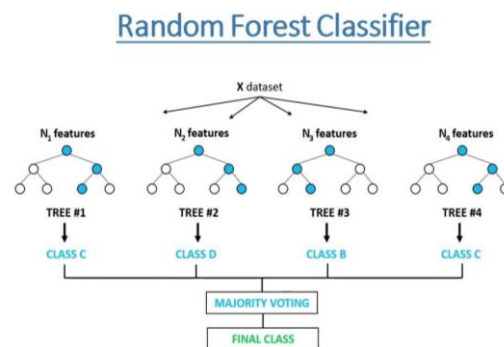 Random Forest Classifier
X dataset
N₁ features N₂ features N₃ features N₄ features
TREE #1 TREE #2 TREE #3 TREE #4
CLASS C CLASS D CLASS B CLASS C
MAJORITY VOTING
FINAL CLASS